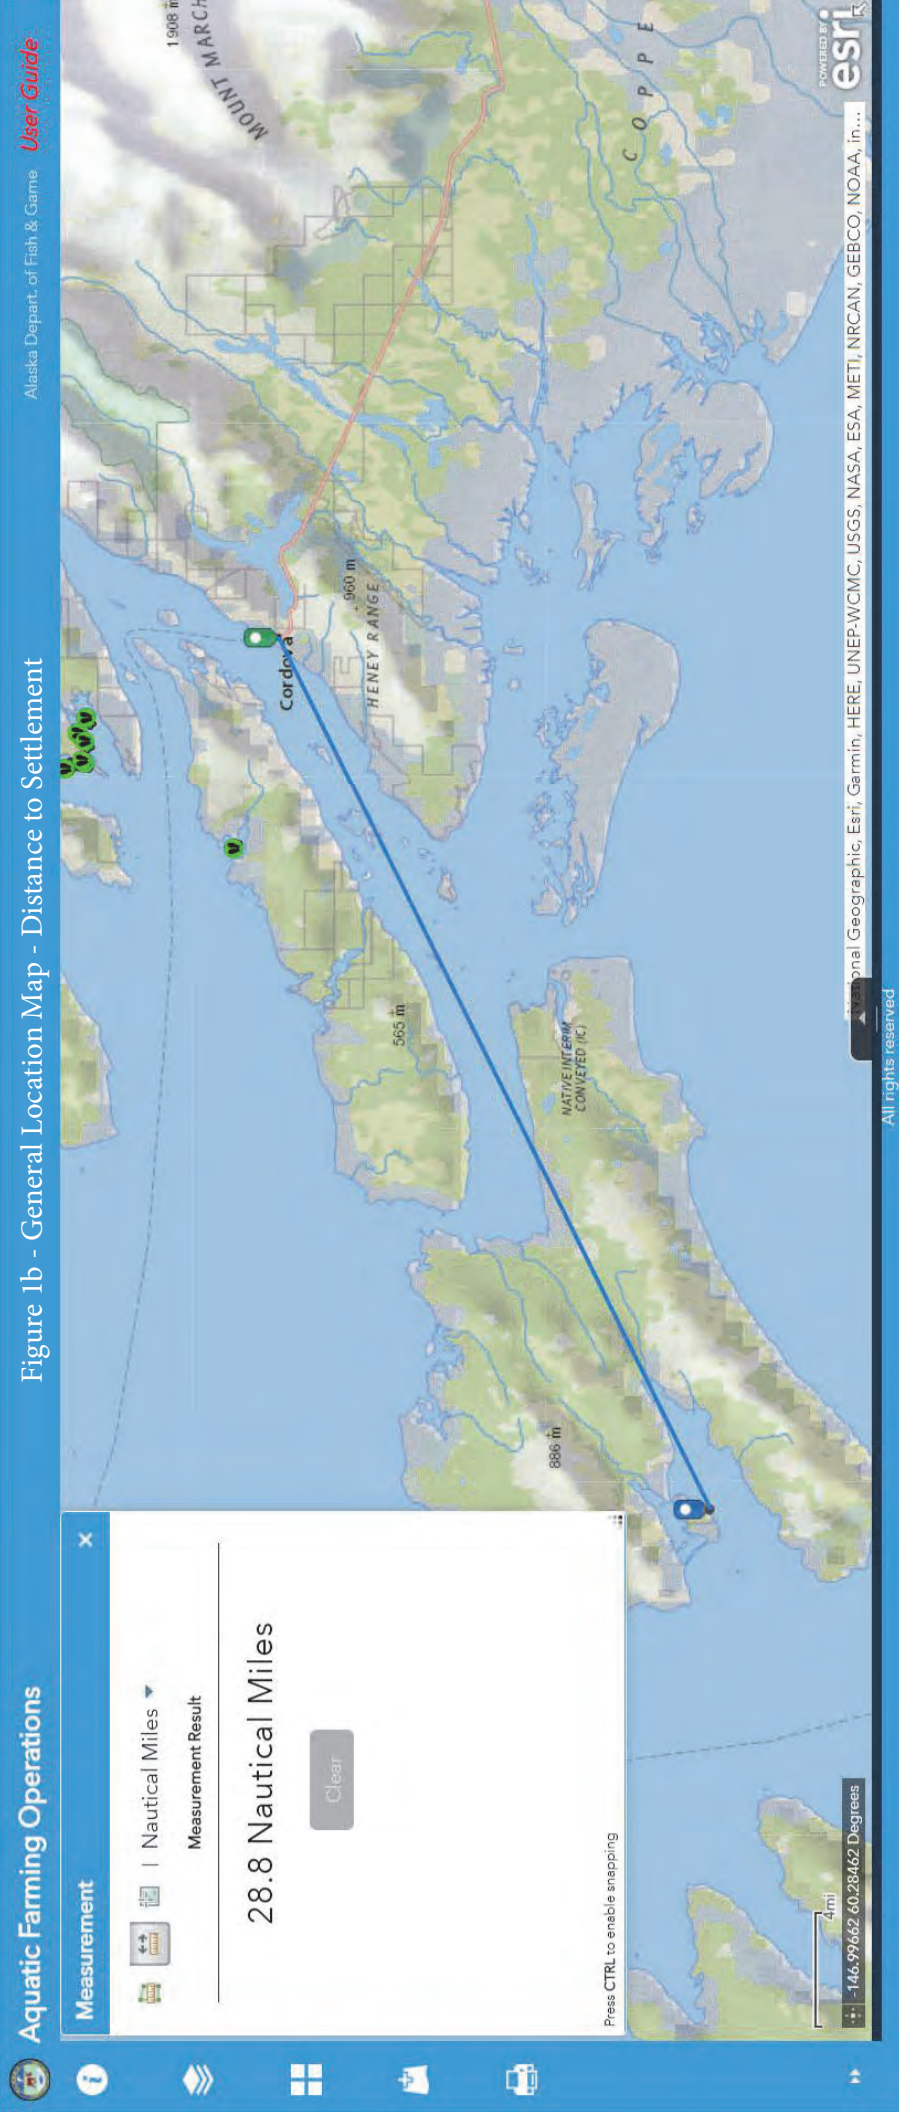 Figure 1b - General Location Map - Distance to Settlement
Aquatic Farming Operations
Alaska Depart. of Fish & Game
User Guide
Measurement
Nautical Miles
Measurement Result
28.8 Nautical Miles
Clear
Press CTRL to enable snapping
1908 m
MOUNT MARCH
Cordova
960 m
HENEY RANGE
COPPE
565 m
NATIVE INTERIM
CONVEYED (IC)
886 m
4mi
-146.99662 60.28462 Degrees
National Geographic, Esri, Garmin, HERE, UNEP-WCMC, USGS, NASA, ESA, METI, NRCAN, GEBCO, NOAA, in...
POWERED BY
esri
All rights reserved